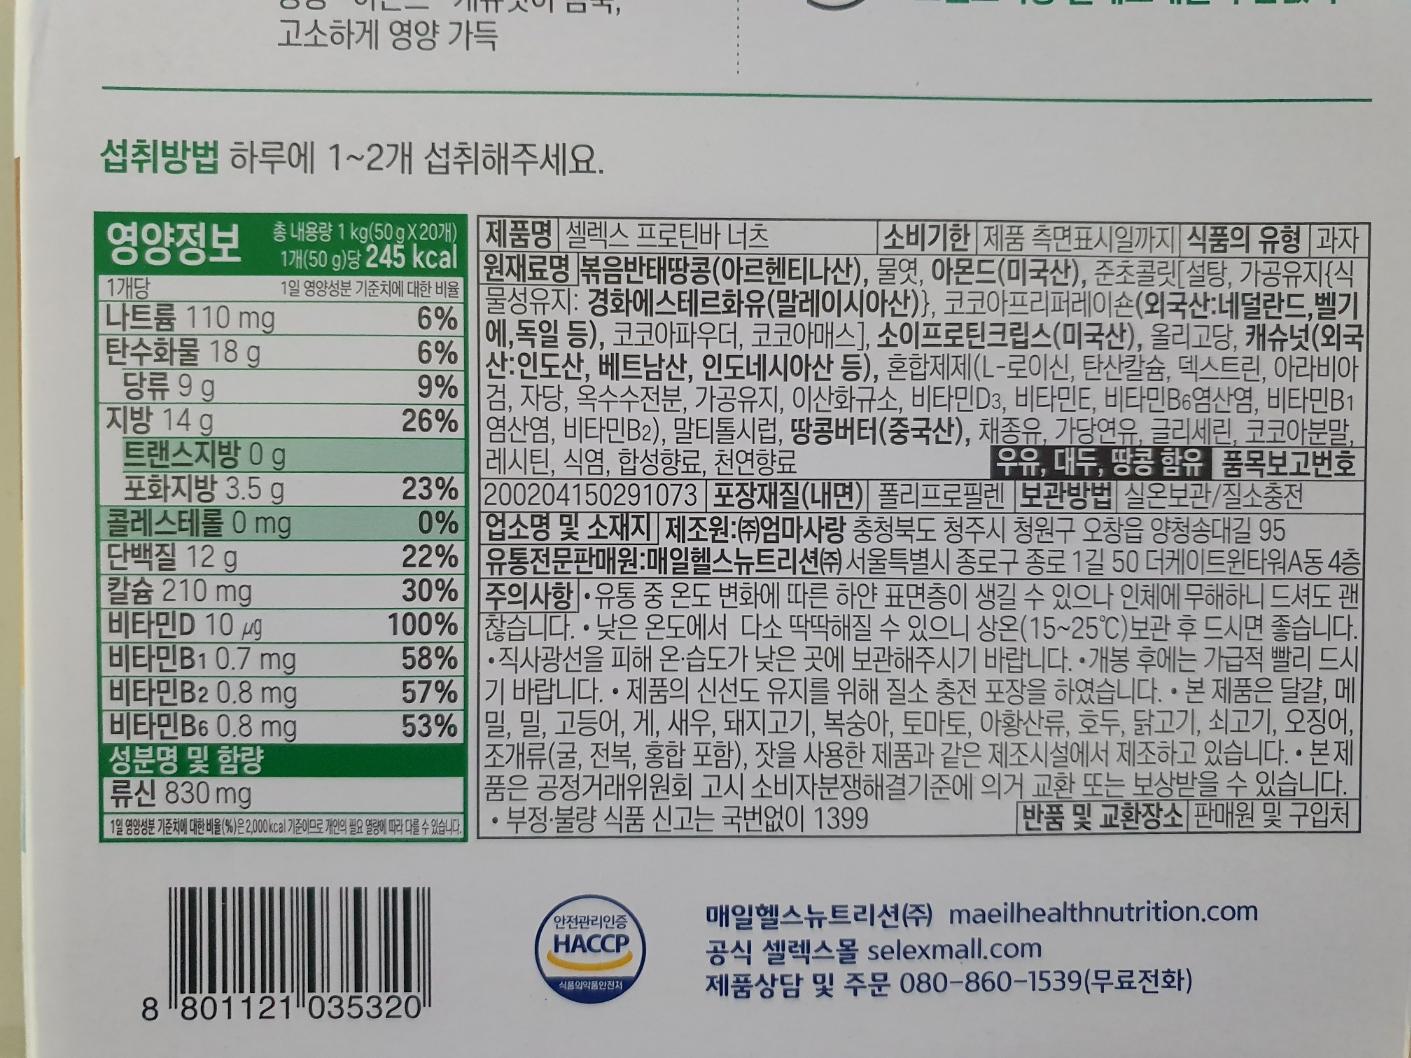 고소하게 영양 가득
섭취방법 하루에 1~2개 섭취해주세요.
영양정보
총 내용량 1 kg(50 g X 20개)
1개(50 g)당 245 kcal
1개당 1일 영양성분 기준치에 대한 비율
나트륨 110 mg 6%
탄수화물 18 g 6%
당류 9 g 9%
지방 14 g 26%
트랜스지방 0 g
포화지방 3.5 g 23%
콜레스테롤 0 mg 0%
단백질 12 g 22%
칼슘 210 mg 30%
비타민D 10 ㎍ 100%
비타민B1 0.7 mg 58%
비타민B2 0.8 mg 57%
비타민B6 0.8 mg 53%
성분명 및 함량
류신 830 mg
1일 영양성분 기준치에 대한 비율(%)은 2,000 kcal 기준이므로 개인의 필요 열량에 따라 다를 수 있습니다.
제품명 셀렉스 프로틴바 너츠 소비기한 제품 측면표시일까지 식품의 유형 과자
원재료명 볶음반태땅콩(아르헨티나산), 물엿, 아몬드(미국산), 준초콜릿[설탕, 가공유지{식
물성유지: 경화에스테르화유(말레이시아산)}, 코코아프리퍼레이숀(외국산:네덜란드,벨기
에,독일 등), 코코아파우더, 코코아매스], 소이프로틴크립스(미국산), 올리고당, 캐슈넛(외국
산:인도산, 베트남산, 인도네시아산 등), 혼합제제(L-로이신, 탄산칼슘, 덱스트린, 아라비아
검, 자당, 옥수수전분, 가공유지, 이산화규소, 비타민D3, 비타민E, 비타민B6염산염, 비타민B1
염산염, 비타민B2), 말티톨시럽, 땅콩버터(중국산), 채종유, 가당연유, 글리세린, 코코아분말,
레시틴, 식염, 합성향료, 천연향료 우유, 대두, 땅콩 함유 품목보고번호
200204150291073 포장재질(내면) 폴리프로필렌 보관방법 실온보관/질소충전
업소명 및 소재지 제조원:㈜엄마사랑 충청북도 청주시 청원구 오창읍 양청송대길 95
유통전문판매원:매일헬스뉴트리션㈜ 서울특별시 종로구 종로 1길 50 더케이트윈타워A동 4층
주의사항 • 유통 중 온도 변화에 따른 하얀 표면층이 생길 수 있으나 인체에 무해하니 드셔도 괜
찮습니다. • 낮은 온도에서 다소 딱딱해질 수 있으니 상온(15~25℃)보관 후 드시면 좋습니다.
• 직사광선을 피해 온·습도가 낮은 곳에 보관해주시기 바랍니다. • 개봉 후에는 가급적 빨리 드시
기 바랍니다. • 제품의 신선도 유지를 위해 질소 충전 포장을 하였습니다. • 본 제품은 달걀, 메
밀, 밀, 고등어, 게, 새우, 돼지고기, 복숭아, 토마토, 아황산류, 호두, 닭고기, 쇠고기, 오징어,
조개류(굴, 전복, 홍합 포함), 잣을 사용한 제품과 같은 제조시설에서 제조하고 있습니다. • 본 제
품은 공정거래위원회 고시 소비자분쟁해결기준에 의거 교환 또는 보상받을 수 있습니다.
• 부정·불량 식품 신고는 국번없이 1399 반품 및 교환장소 판매원 및 구입처
8 801121 035320
안전관리인증
HACCP
식품의약품안전처
매일헬스뉴트리션(주) maeilhealthnutrition.com
공식 셀렉스몰 selexmall.com
제품상담 및 주문 080-860-1539(무료전화)